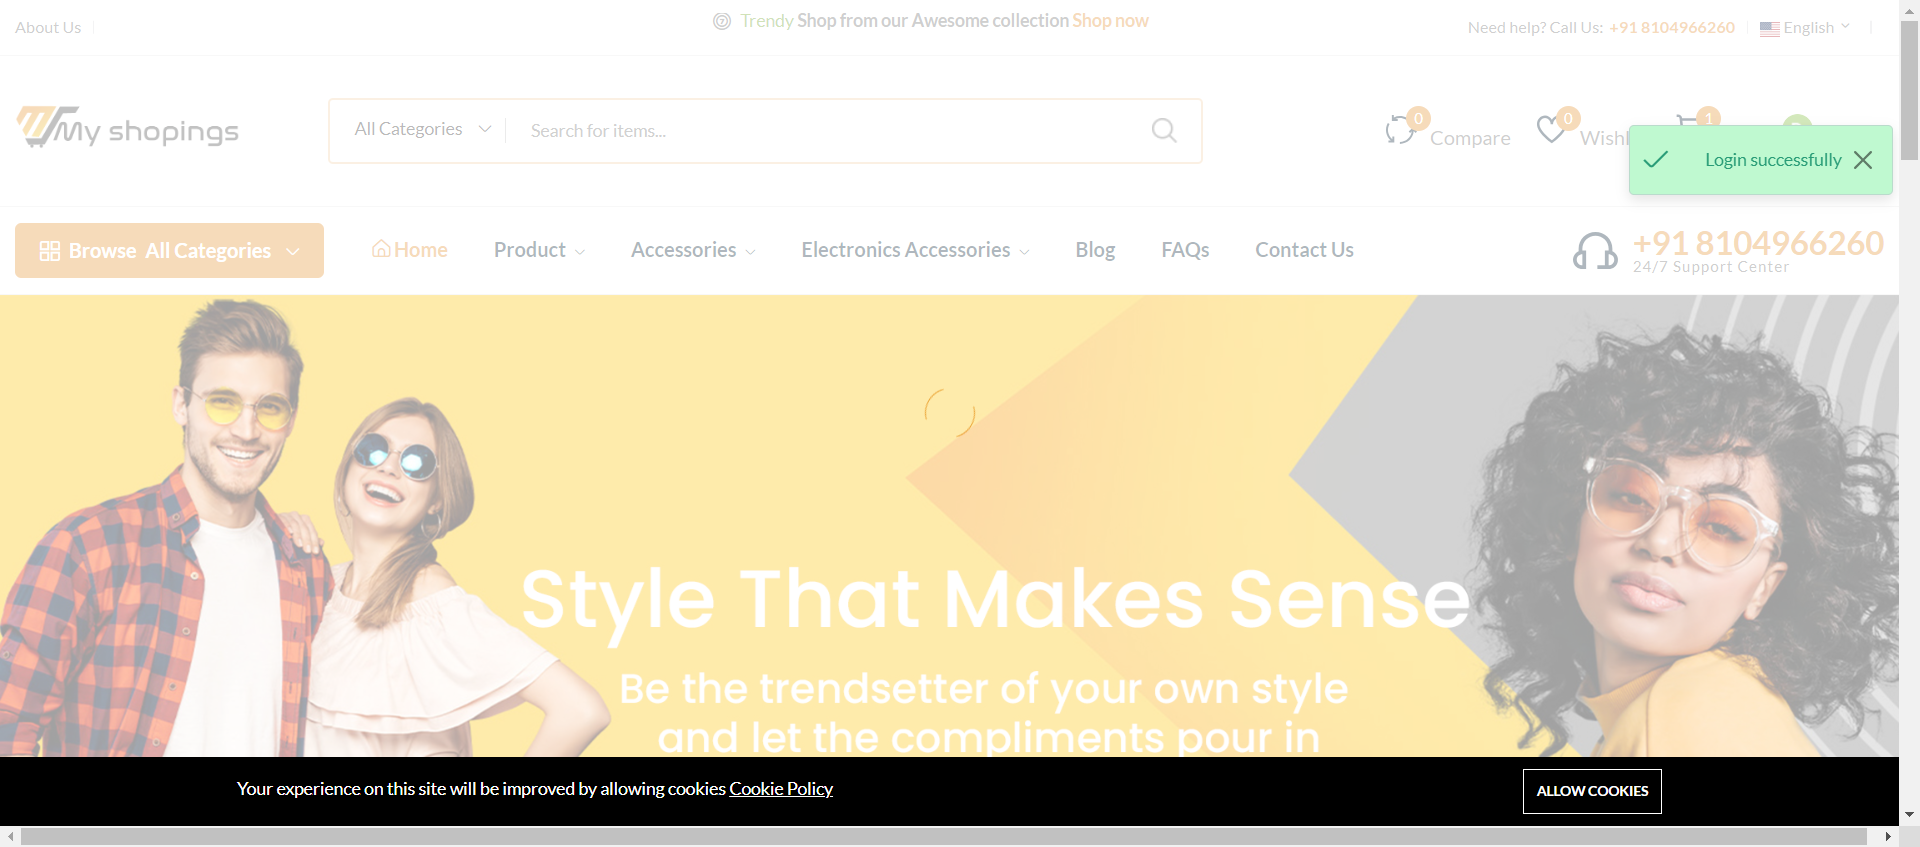 About Us
Trendy Shop from our Awesome collection Shop now
Need help? Call Us: +91 8104966260
English
My shopings
All Categories
Search for items...
0
Compare
0
Wishl
1
Login successfully
Browse All Categories
Home
Product
Accessories
Electronics Accessories
Blog
FAQs
Contact Us
+91 8104966260
24/7 Support Center
Style That Makes Sense
Be the trendsetter of your own style
and let the compliments pour in
Your experience on this site will be improved by allowing cookies Cookie Policy
ALLOW COOKIES